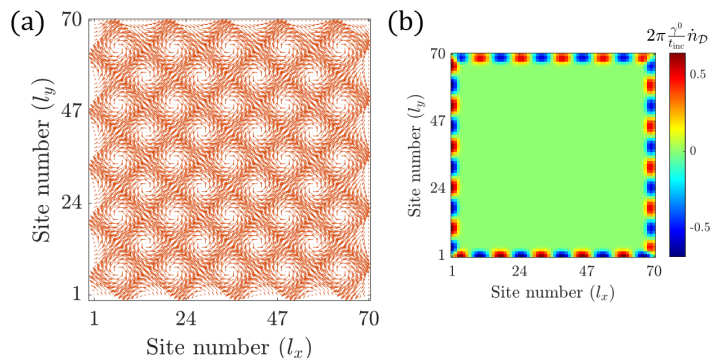 (a)
70
47
24
1
Site number (l_y)
1 24 47 70
Site number (l_x)
(b)
2π γ^0/t_inc ṅ_𝒟
70
47
24
1
Site number (l_y)
1 24 47 70
Site number (l_x)
0.5
0
-0.5